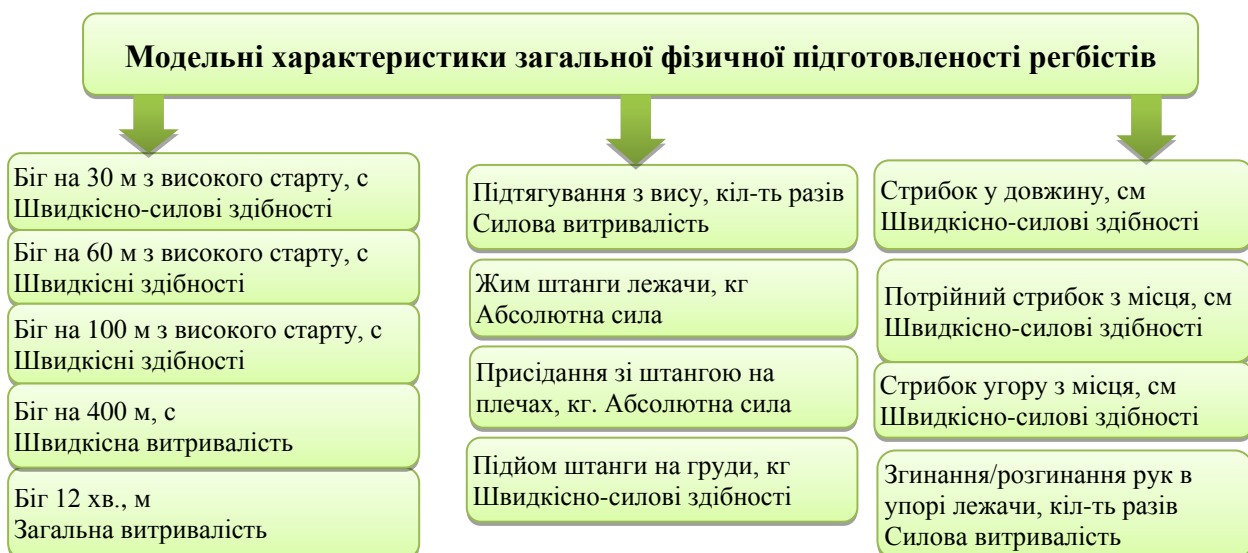 Модельні характеристики загальної фізичної підготовленості регбістів
Біг на 30 м з високого старту, с
Швидкісно-силові здібності
Біг на 60 м з високого старту, с
Швидкісні здібності
Біг на 100 м з високого старту, с
Швидкісні здібності
Біг на 400 м, с
Швидкісна витривалість
Біг 12 хв., м
Загальна витривалість
Підтягування з вису, кіл-ть разів
Силова витривалість
Жим штанги лежачи, кг
Абсолютна сила
Присідання зі штангою на
плечах, кг. Абсолютна сила
Підйом штанги на груди, кг
Швидкісно-силові здібності
Стрибок у довжину, см
Швидкісно-силові здібності
Потрійний стрибок з місця, см
Швидкісно-силові здібності
Стрибок угору з місця, см
Швидкісно-силові здібності
Згинання/розгинання рук в
упорі лежачи, кіл-ть разів
Силова витривалість